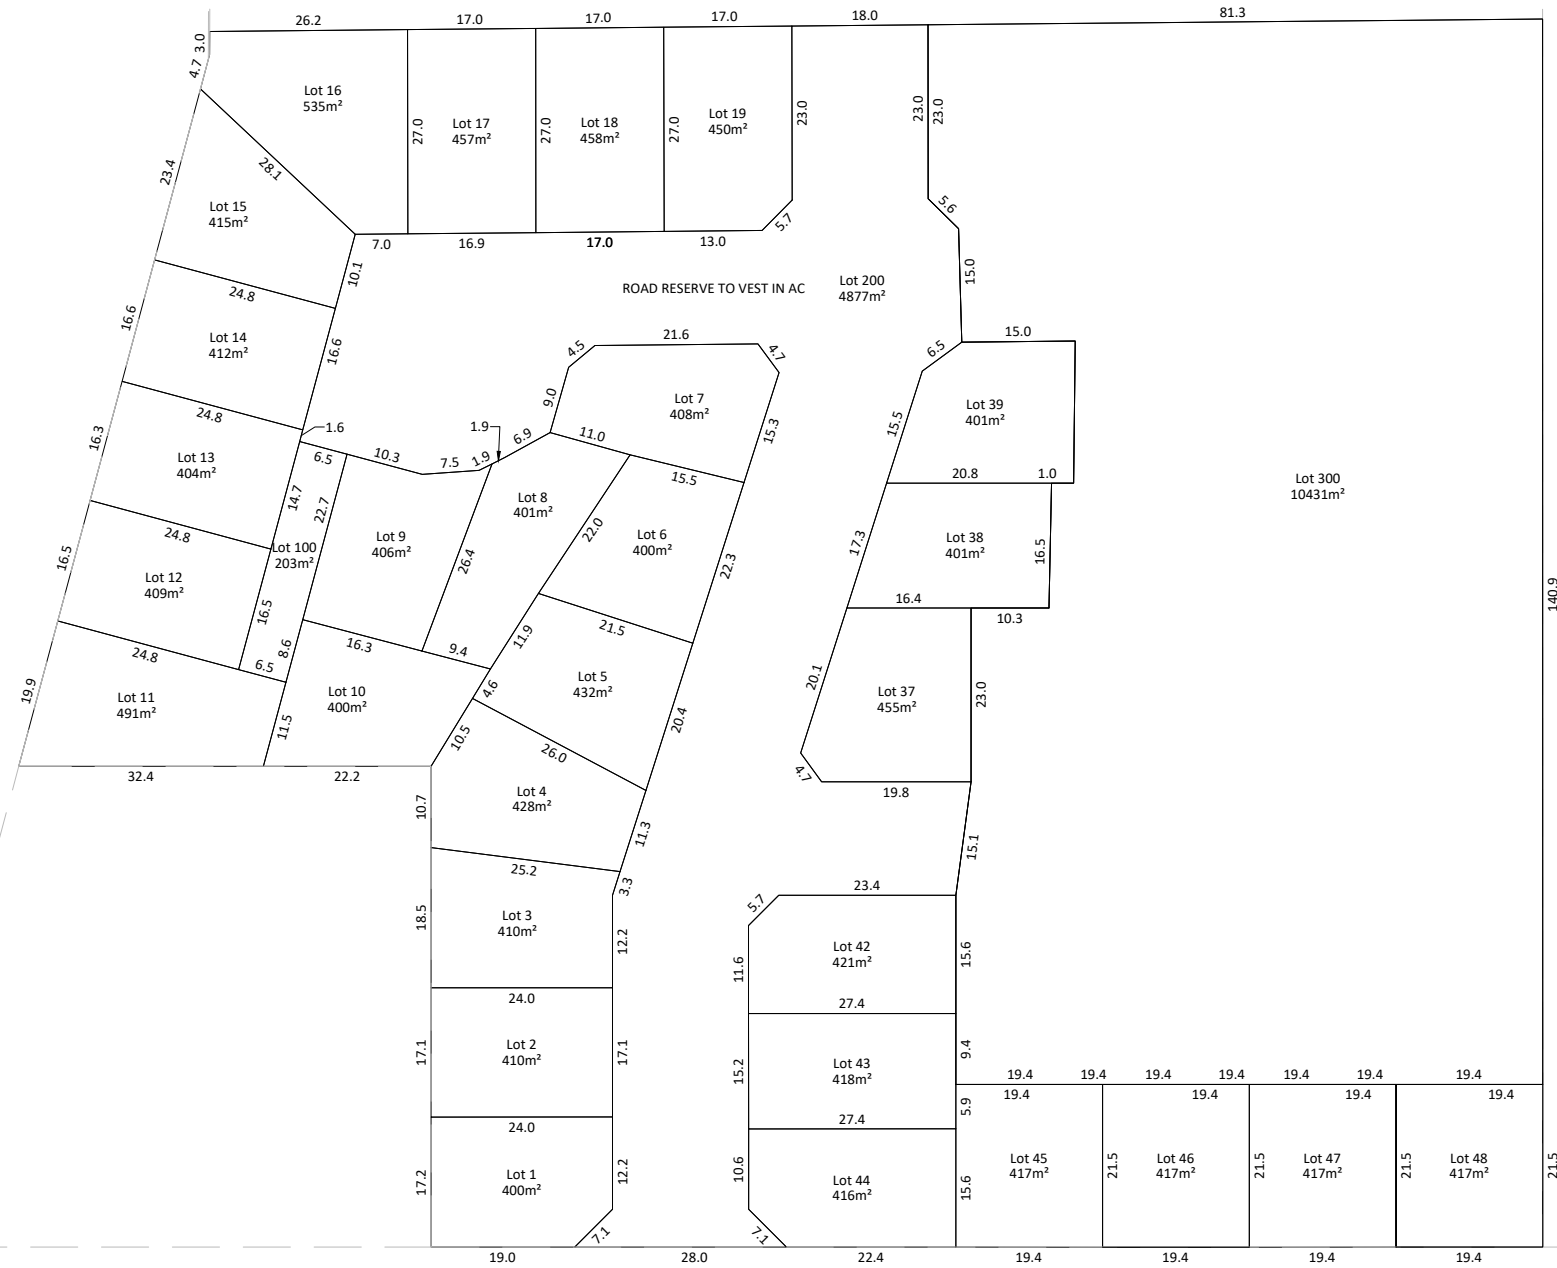 26.2
17.0
17.0
17.0
18.0
81.3
3.0
4.7
Lot 16
535m²
27.0
Lot 17
457m²
27.0
Lot 18
458m²
27.0
Lot 19
450m²
23.0
23.0
23.0
23.4
28.1
5.7
5.6
Lot 15
415m²
7.0
16.9
17.0
13.0
10.1
15.0
24.8
ROAD RESERVE TO VEST IN AC
Lot 200
4877m²
16.6
Lot 14
412m²
16.6
4.5
21.6
4.7
6.5
15.0
9.0
Lot 7
408m²
15.3
15.5
Lot 39
401m²
24.8
1.6
1.9
6.9
11.0
16.3
Lot 13
404m²
6.5
10.3
7.5
1.9
15.5
20.8
1.0
Lot 300
10431m²
14.7
22.7
Lot 8
401m²
22.0
24.8
Lot 100
203m²
Lot 9
406m²
26.4
Lot 6
400m²
22.3
17.3
Lot 38
401m²
16.5
16.5
Lot 12
409m²
16.5
140.9
16.4
10.3
8.6
16.3
9.4
11.9
21.5
24.8
6.5
19.9
Lot 11
491m²
Lot 10
400m²
4.6
Lot 5
432m²
20.1
Lot 37
455m²
23.0
11.5
10.5
26.0
20.4
32.4
22.2
4.7
19.8
10.7
Lot 4
428m²
11.3
15.1
25.2
3.3
23.4
18.5
Lot 3
410m²
12.2
5.7
11.6
Lot 42
421m²
15.6
24.0
27.4
17.1
Lot 2
410m²
17.1
15.2
Lot 43
418m²
9.4
19.4
19.4
19.4
19.4
19.4
19.4
19.4
19.4
19.4
19.4
19.4
24.0
27.4
5.9
17.2
Lot 1
400m²
12.2
10.6
Lot 44
416m²
15.6
Lot 45
417m²
21.5
Lot 46
417m²
21.5
Lot 47
417m²
21.5
Lot 48
417m²
21.5
7.1
7.1
19.0
28.0
22.4
19.4
19.4
19.4
19.4